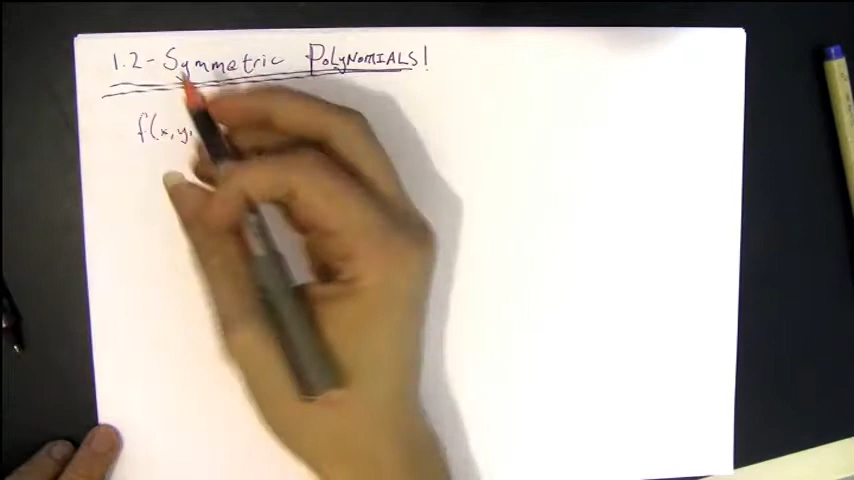 1.2 - Symmetric POLYNOMIALS!
f(x, y,